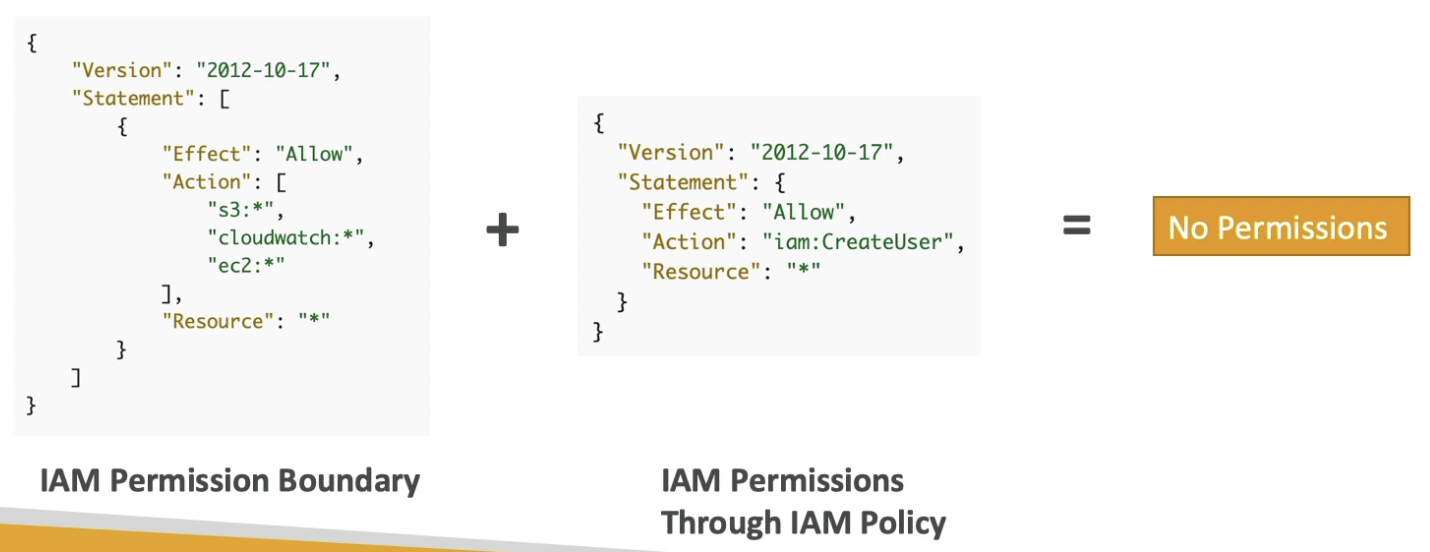 {
"Version": "2012-10-17",
"Statement": [
{
"Effect": "Allow",
"Action": [
"s3:*",
"cloudwatch:*",
"ec2:*"
],
"Resource": "*"
}
]
}
IAM Permission Boundary
+
{
"Version": "2012-10-17",
"Statement": {
"Effect": "Allow",
"Action": "iam:CreateUser",
"Resource": "*"
}
}
IAM Permissions
Through IAM Policy
=
No Permissions